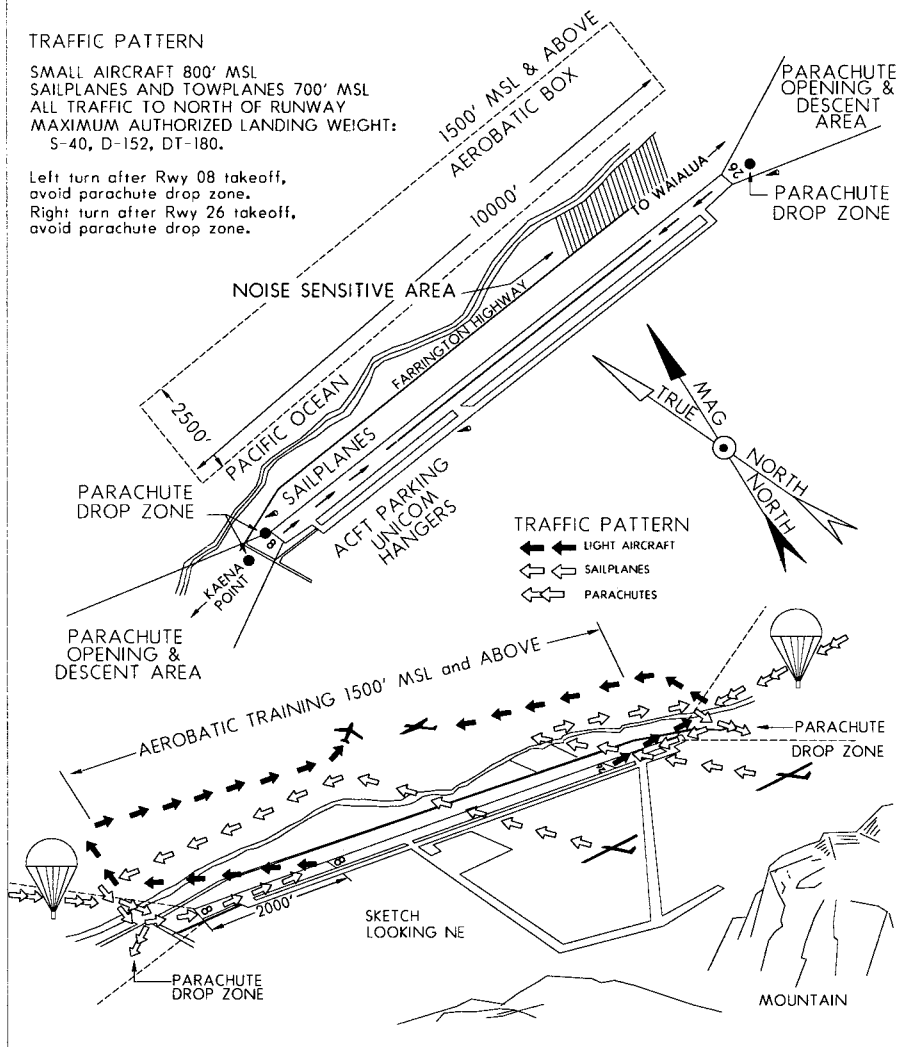 TRAFFIC PATTERN
SMALL AIRCRAFT 800' MSL
SAILPLANES AND TOWPLANES 700' MSL
ALL TRAFFIC TO NORTH OF RUNWAY
MAXIMUM AUTHORIZED LANDING WEIGHT:
S-40, D-152, DT-180.
Left turn after Rwy 08 takeoff,
avoid parachute drop zone.
Right turn after Rwy 26 takeoff,
avoid parachute drop zone.
1500' MSL & ABOVE
AEROBATIC BOX
10000'
2500'
PARACHUTE
OPENING &
DESCENT
AREA
26
TO WAIALUA
PARACHUTE
DROP ZONE
NOISE SENSITIVE AREA
FARRINGTON HIGHWAY
PACIFIC OCEAN
SAILPLANES
PARACHUTE
DROP ZONE
8
KAENA
POINT
ACFT PARKING
UNICOM
HANGERS
PARACHUTE
OPENING &
DESCENT AREA
MAG
TRUE
NORTH
NORTH
TRAFFIC PATTERN
LIGHT AIRCRAFT
SAILPLANES
PARACHUTES
AEROBATIC TRAINING 1500' MSL and ABOVE
PARACHUTE
DROP ZONE
8
8
2000'
SKETCH
LOOKING NE
PARACHUTE
DROP ZONE
MOUNTAIN